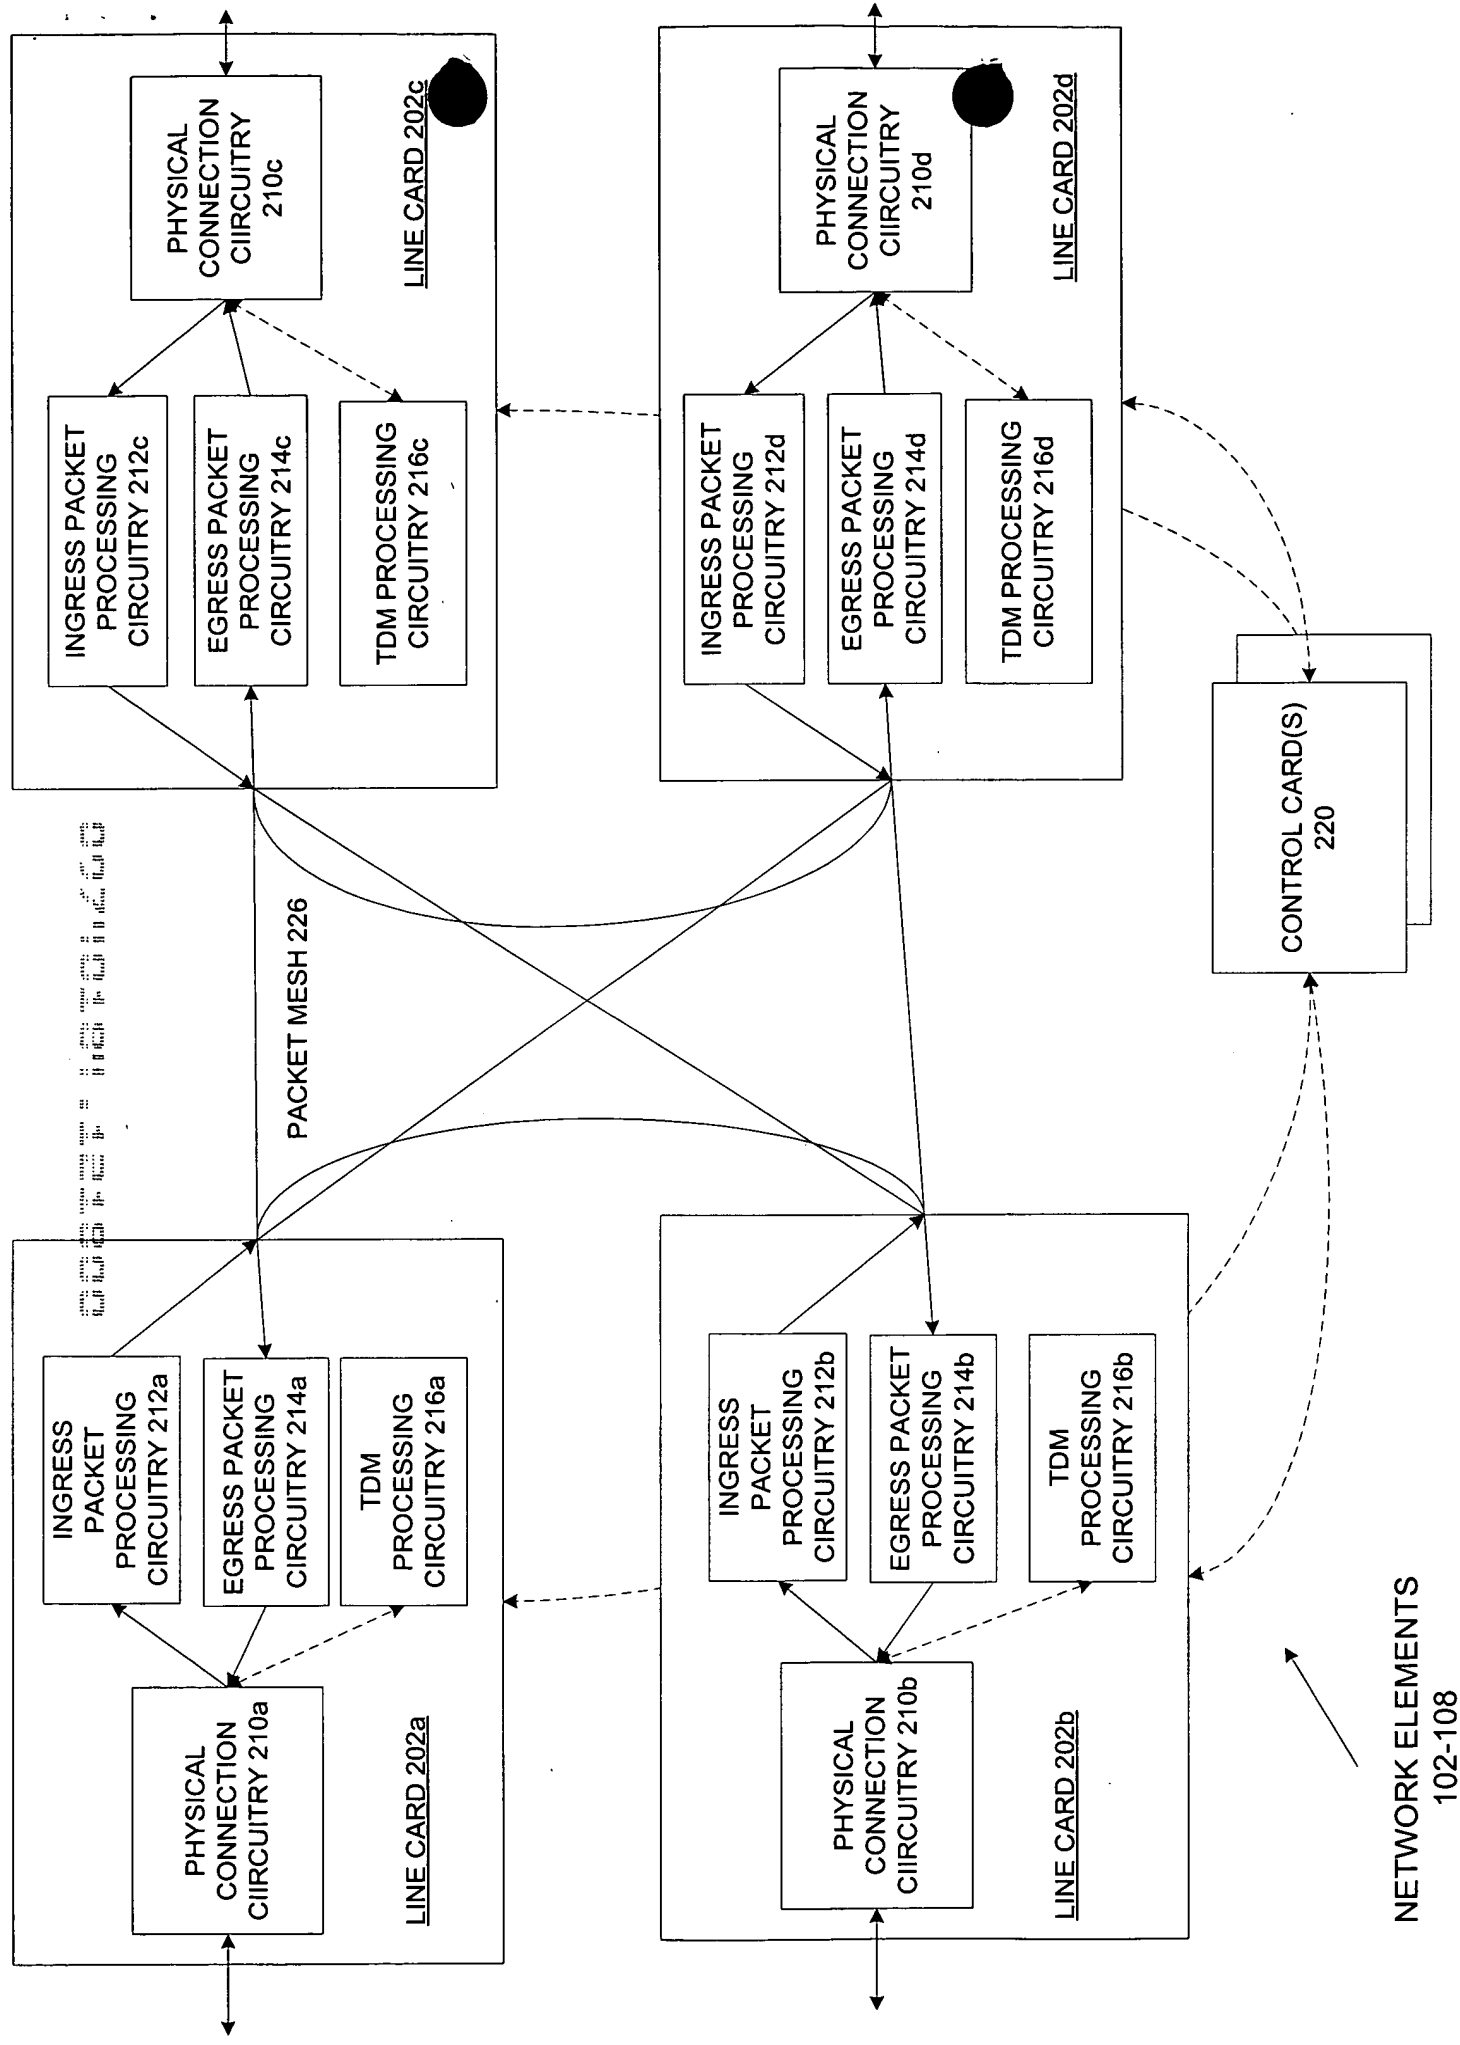 PHYSICAL
CONNECTION
CIIRCUITRY 210a
INGRESS
PACKET
PROCESSING
CIRCUITRY 212a
EGRESS PACKET
PROCESSING
CIRCUITRY 214a
TDM
PROCESSING
CIRCUITRY 216a
LINE CARD 202a
PACKET MESH 226
INGRESS PACKET
PROCESSING
CIRCUITRY 212c
EGRESS PACKET
PROCESSING
CIRCUITRY 214c
TDM PROCESSING
CIRCUITRY 216c
PHYSICAL
CONNECTION
CIIRCUITRY
210c
LINE CARD 202c
PHYSICAL
CONNECTION
CIIRCUITRY 210b
INGRESS
PACKET
PROCESSING
CIRCUITRY 212b
EGRESS PACKET
PROCESSING
CIRCUITRY 214b
TDM
PROCESSING
CIRCUITRY 216b
LINE CARD 202b
INGRESS PACKET
PROCESSING
CIRCUITRY 212d
EGRESS PACKET
PROCESSING
CIRCUITRY 214d
TDM PROCESSING
CIRCUITRY 216d
PHYSICAL
CONNECTION
CIIRCUITRY
210d
LINE CARD 202d
CONTROL CARD(S)
220
NETWORK ELEMENTS
102-108